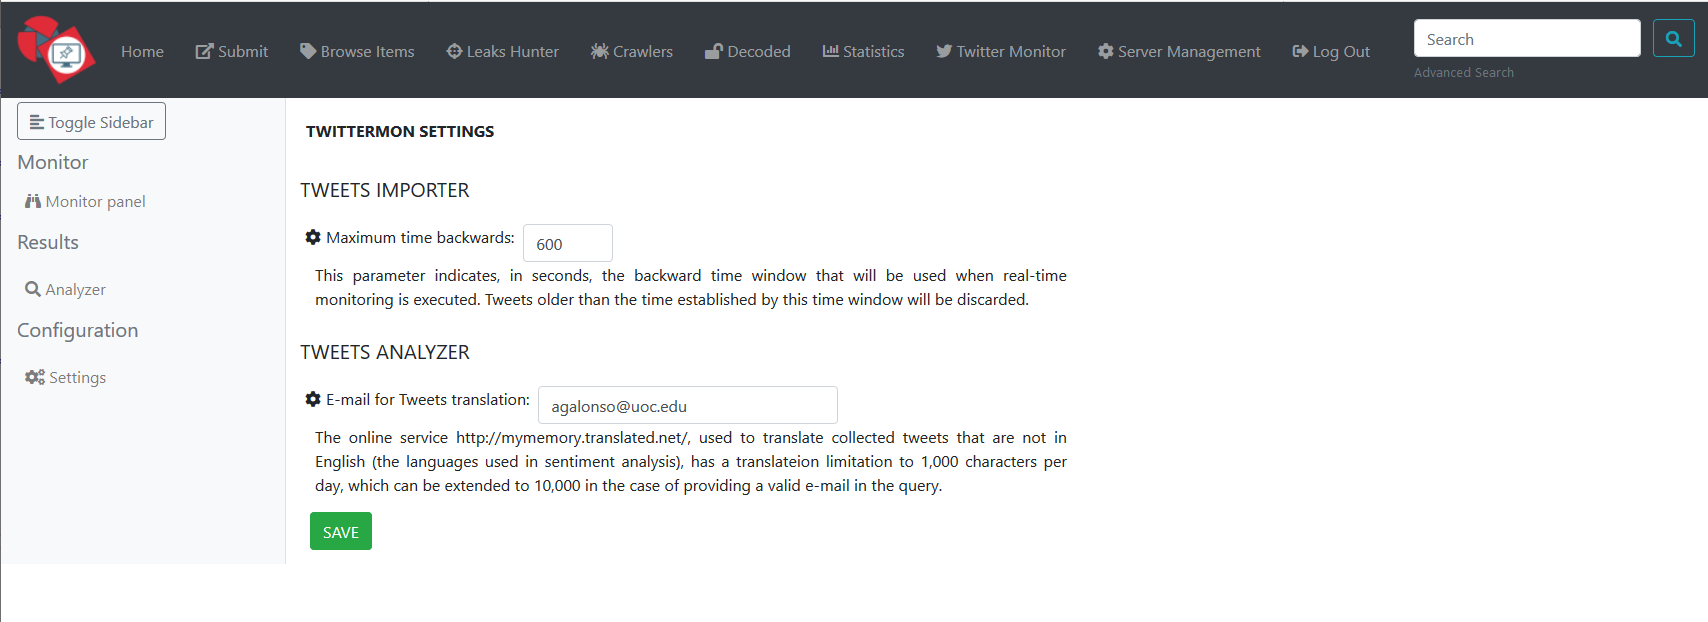 Home Submit Browse Items Leaks Hunter Crawlers Decoded Statistics Twitter Monitor Server Management Log Out Search
Advanced Search
Toggle Sidebar
Monitor
Monitor panel
Results
Analyzer
Configuration
Settings
TWITTERMON SETTINGS
TWEETS IMPORTER
Maximum time backwards: 600
This parameter indicates, in seconds, the backward time window that will be used when real-time
monitoring is executed. Tweets older than the time established by this time window will be discarded.
TWEETS ANALYZER
E-mail for Tweets translation: agalonso@uoc.edu
The online service http://mymemory.translated.net/, used to translate collected tweets that are not in
English (the languages used in sentiment analysis), has a translateion limitation to 1,000 characters per
day, which can be extended to 10,000 in the case of providing a valid e-mail in the query.
SAVE